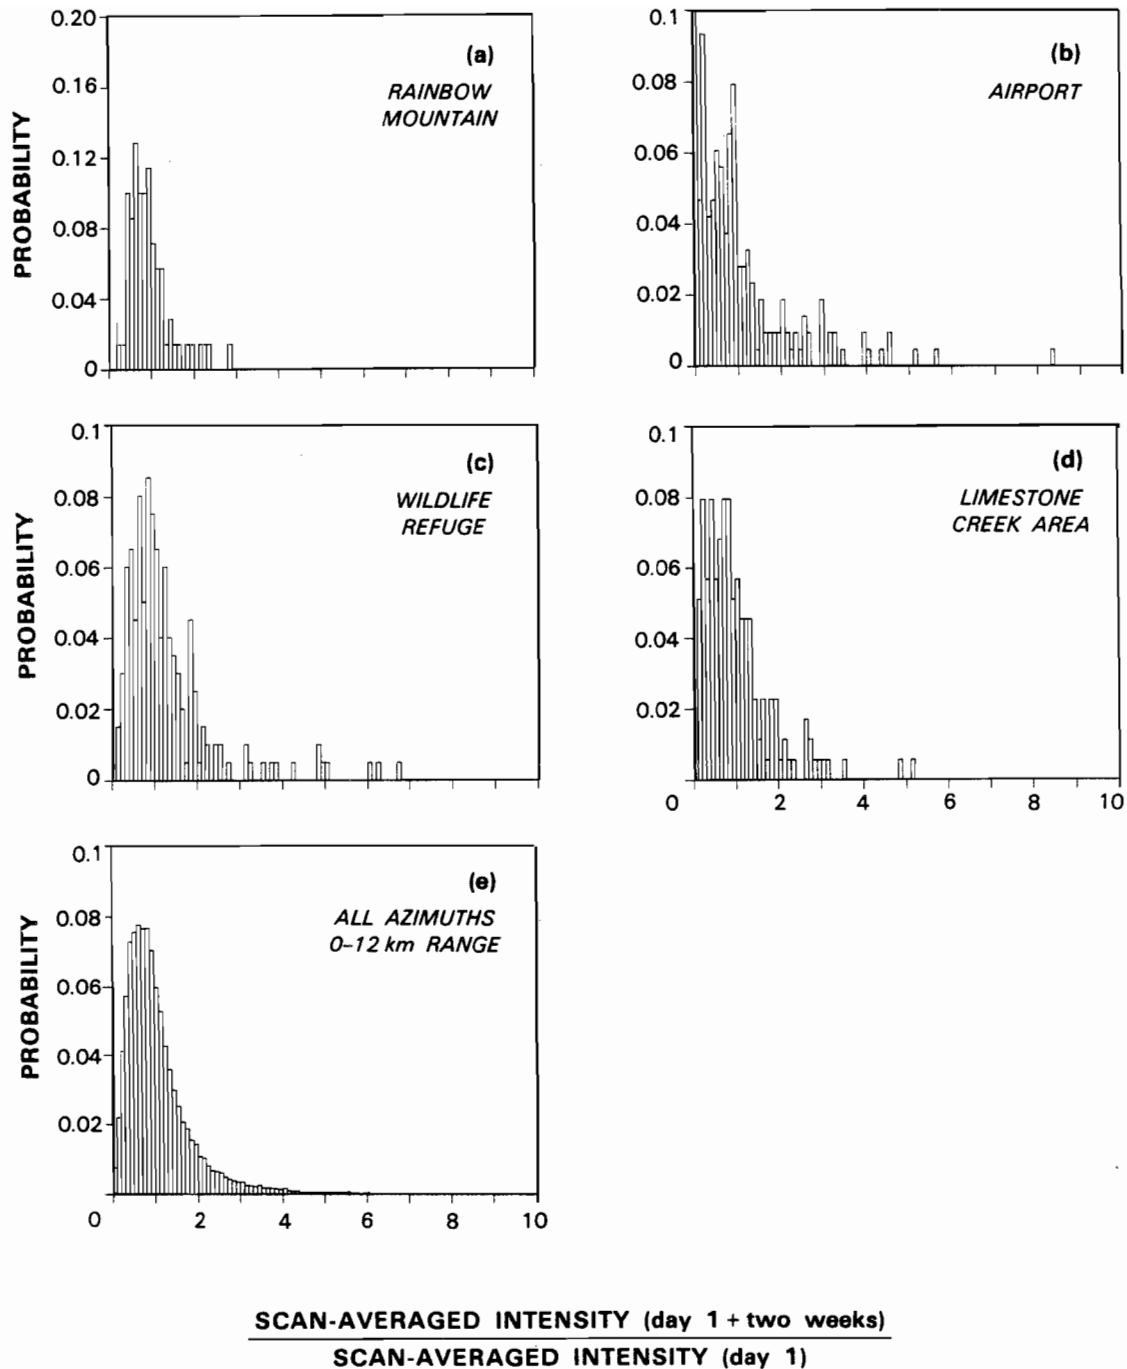 0.20
0.16
0.12
0.08
0.04
0
PROBABILITY
(a)
RAINBOW
MOUNTAIN
0.1
0.08
0.06
0.04
0.02
0
(b)
AIRPORT
0.1
0.08
0.06
0.04
0.02
0
PROBABILITY
(c)
WILDLIFE
REFUGE
0.1
0.08
0.06
0.04
0.02
(d)
LIMESTONE
CREEK AREA
0 2 4 6 8 10
0.1
0.08
0.06
0.04
0.02
PROBABILITY
(e)
ALL AZIMUTHS
0–12 km RANGE
0 2 4 6 8 10
SCAN-AVERAGED INTENSITY (day 1 + two weeks)
SCAN-AVERAGED INTENSITY (day 1)